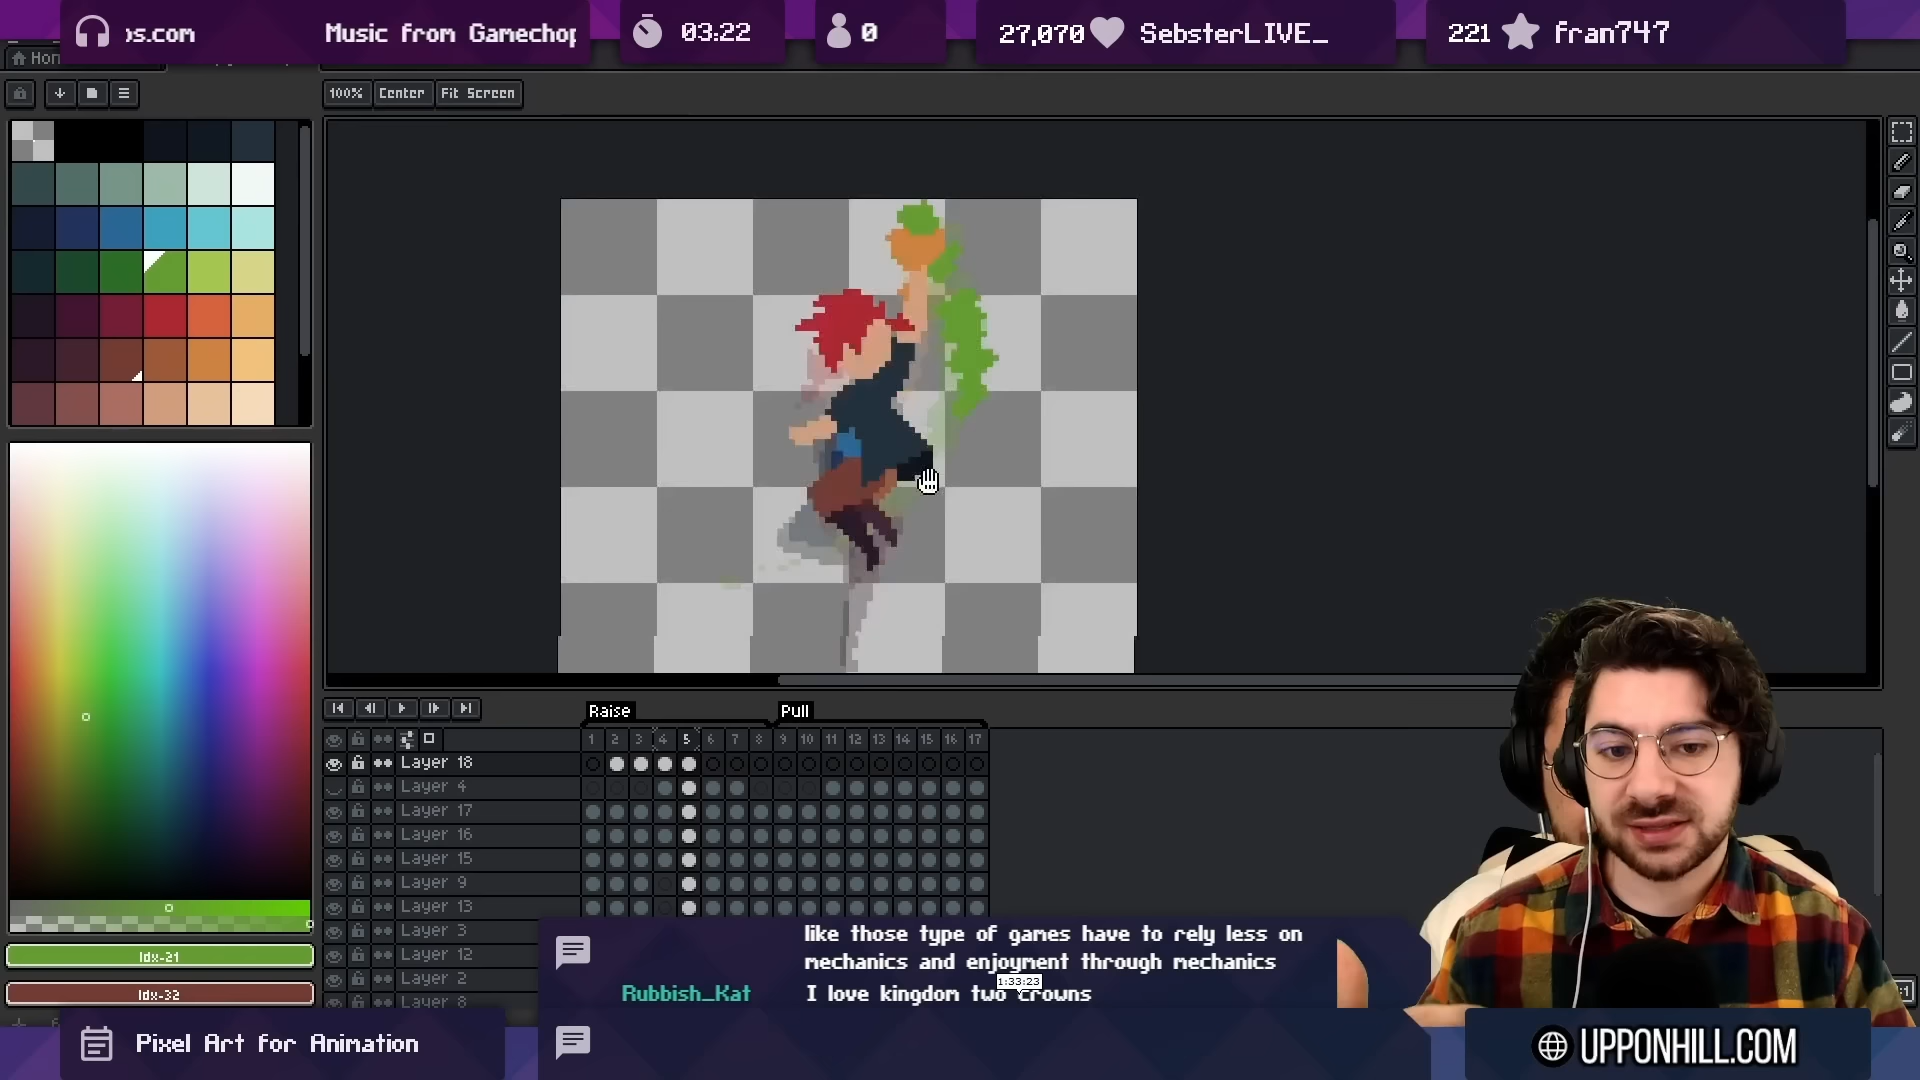 s.com
Music from Gamechop
03:22
0
27,070
SebsterLIVE_
221
fran747
Hom
100%
Center
Fit Screen
Raise
Pull
1 2 3 4 5 6 7 8 9 10 11 12 13 14 15 16 17
Layer 18
Layer 4
Layer 17
Layer 16
Layer 15
Layer 9
Layer 13
Layer 3
Layer 12
Layer 2
Layer 8
Idx-21
Idx-32
like those type of games have to rely less on
mechanics and enjoyment through mechanics
1:33:23
Rubbish_Kat
I love kingdom two crowns
Pixel Art for Animation
UPPONHILL.COM